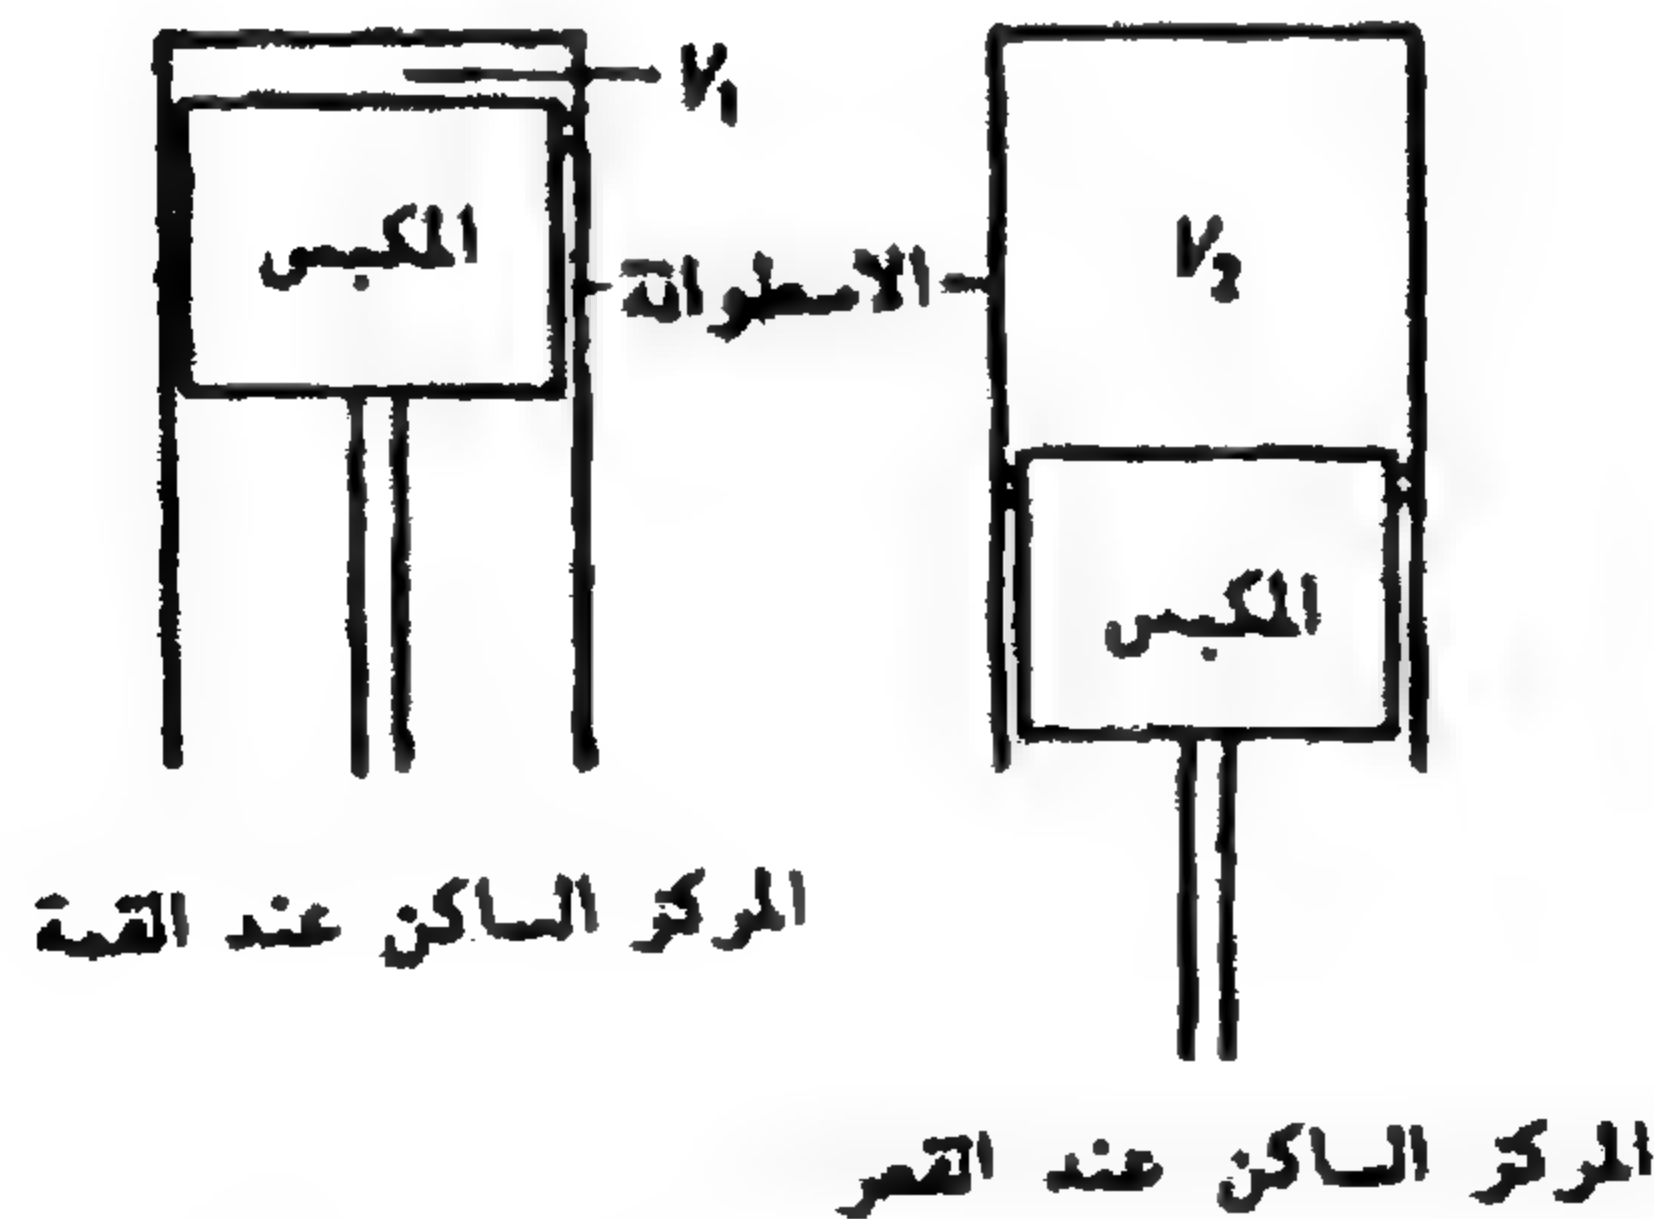 V₁
المكبس
الاسطوانة
V₂
المكبس
المركز الساكن عند القمة
المركز الساكن عند القعر